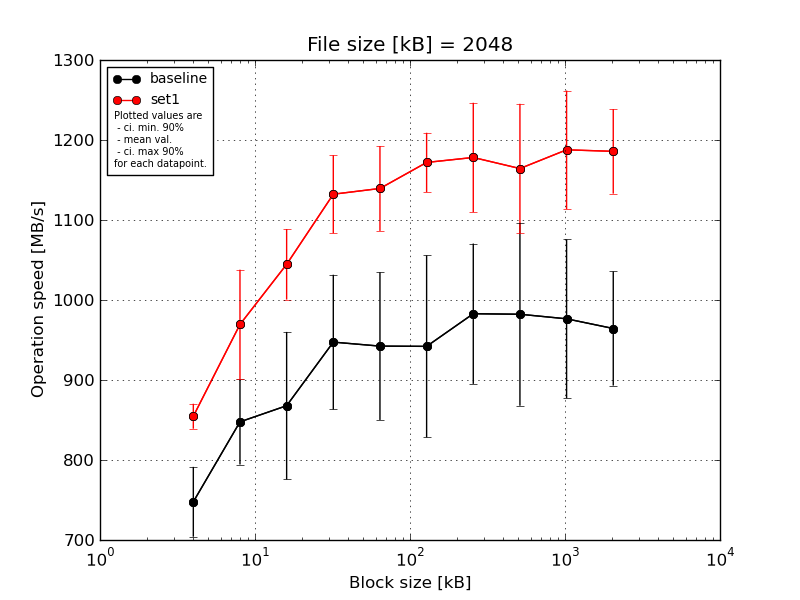 File size [kB] = 2048
baseline
set1
Plotted values are
- ci. min. 90%
- mean val.
- ci. max 90%
for each datapoint.
1300
1200
1100
1000
900
800
700
Operation speed [MB/s]
10^0 10^1 10^2 10^3 10^4
Block size [kB]